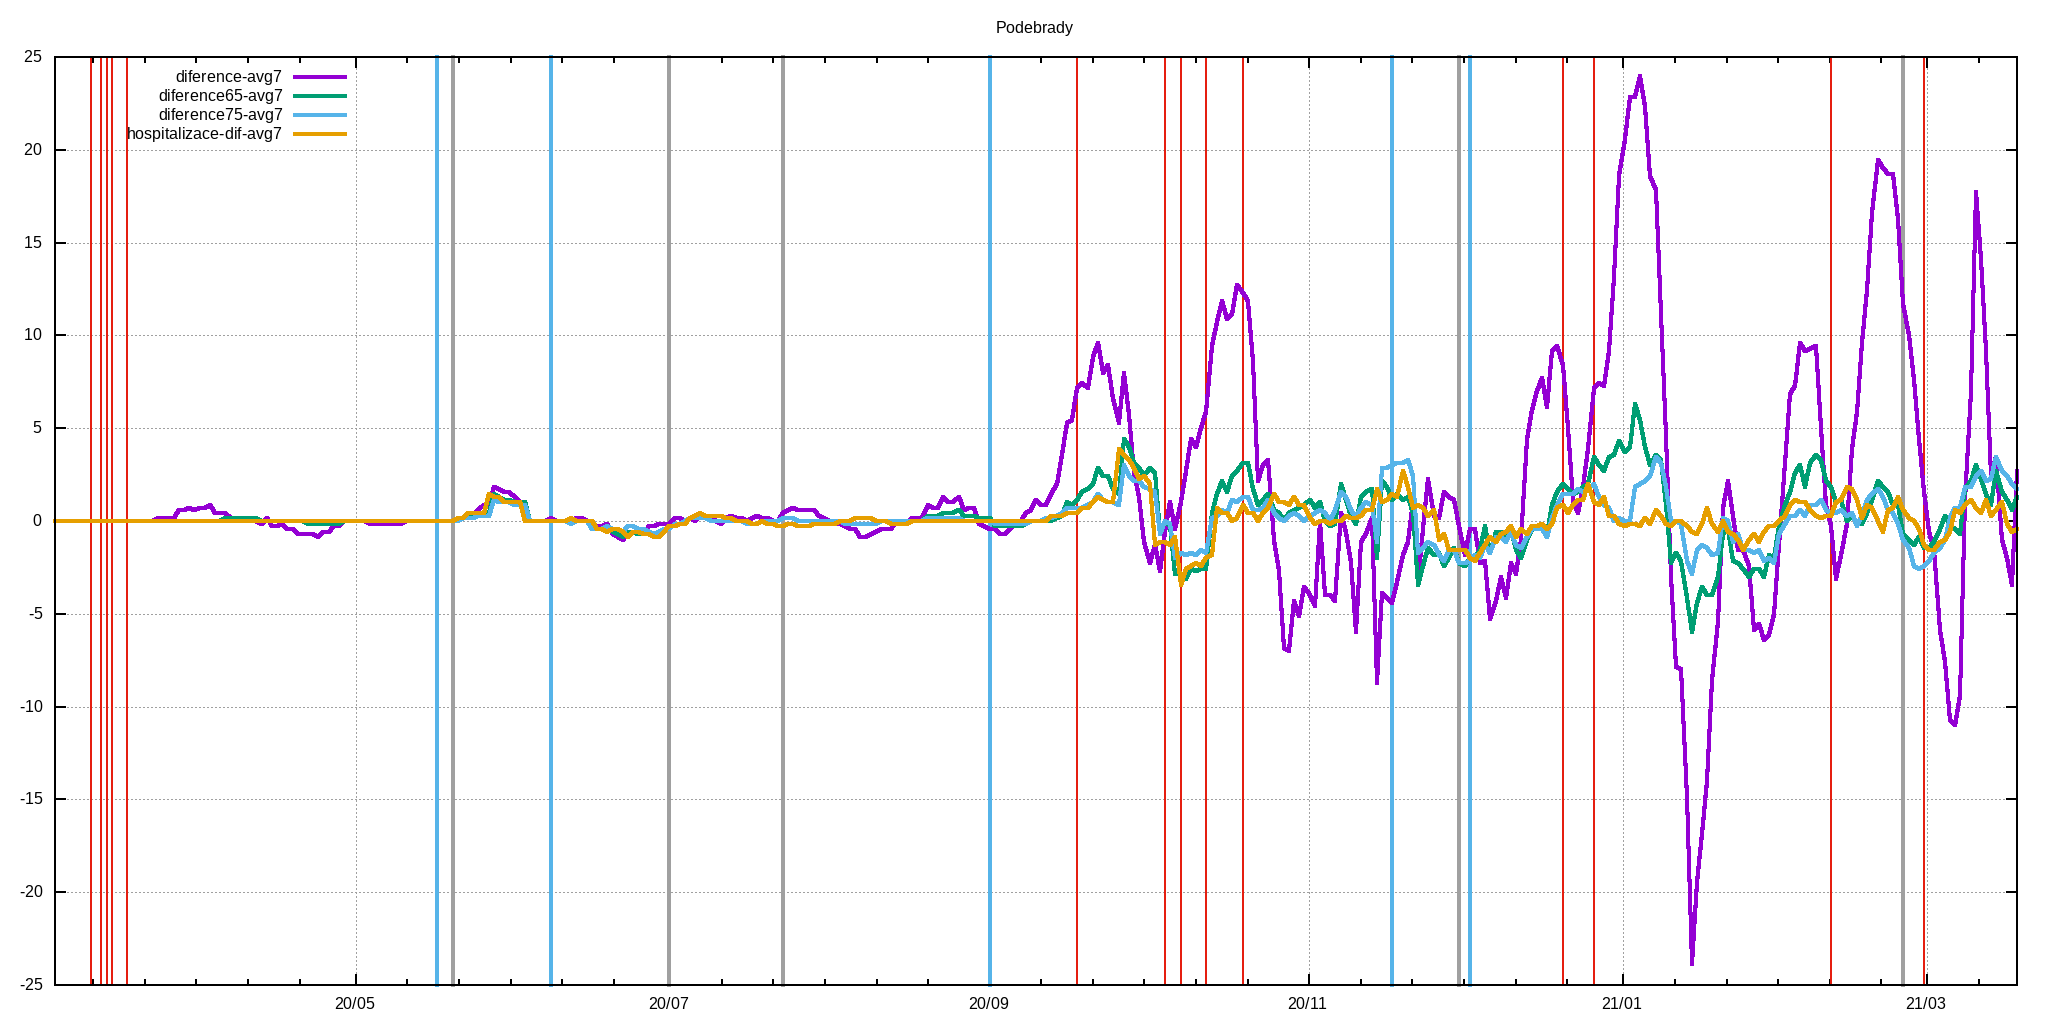 Podebrady
25
diference-avg7
diference65-avg7
diference75-avg7
hospitalizace-dif-avg7
20
15
10
5
0
-5
-10
-15
-20
-25
20/05 20/07 20/09 20/11 21/01 21/03